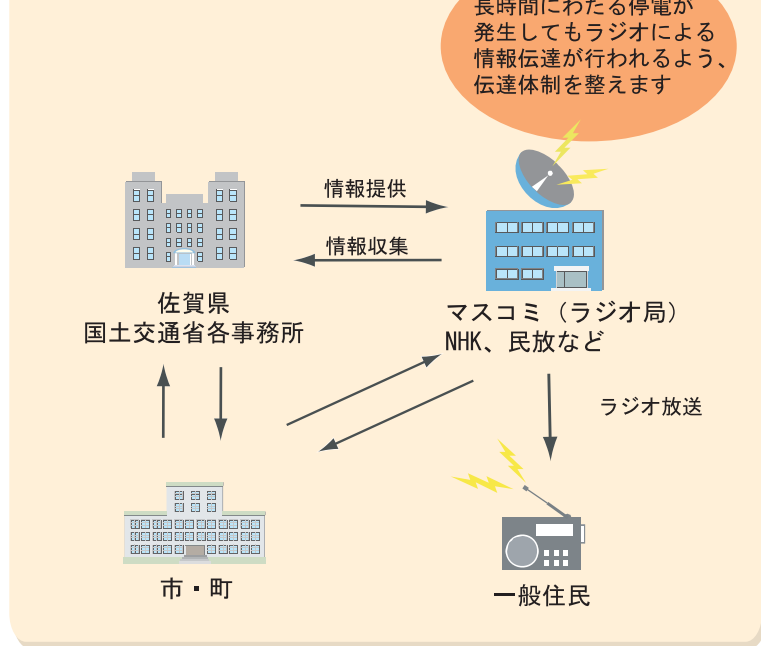 長時間にわたる停電が
発生してもラジオによる
情報伝達が行われるよう、
伝達体制を整えます
情報提供
情報収集
佐賀県
国土交通省各事務所
マスコミ（ラジオ局）
NHK、民放など
ラジオ放送
市・町
一般住民